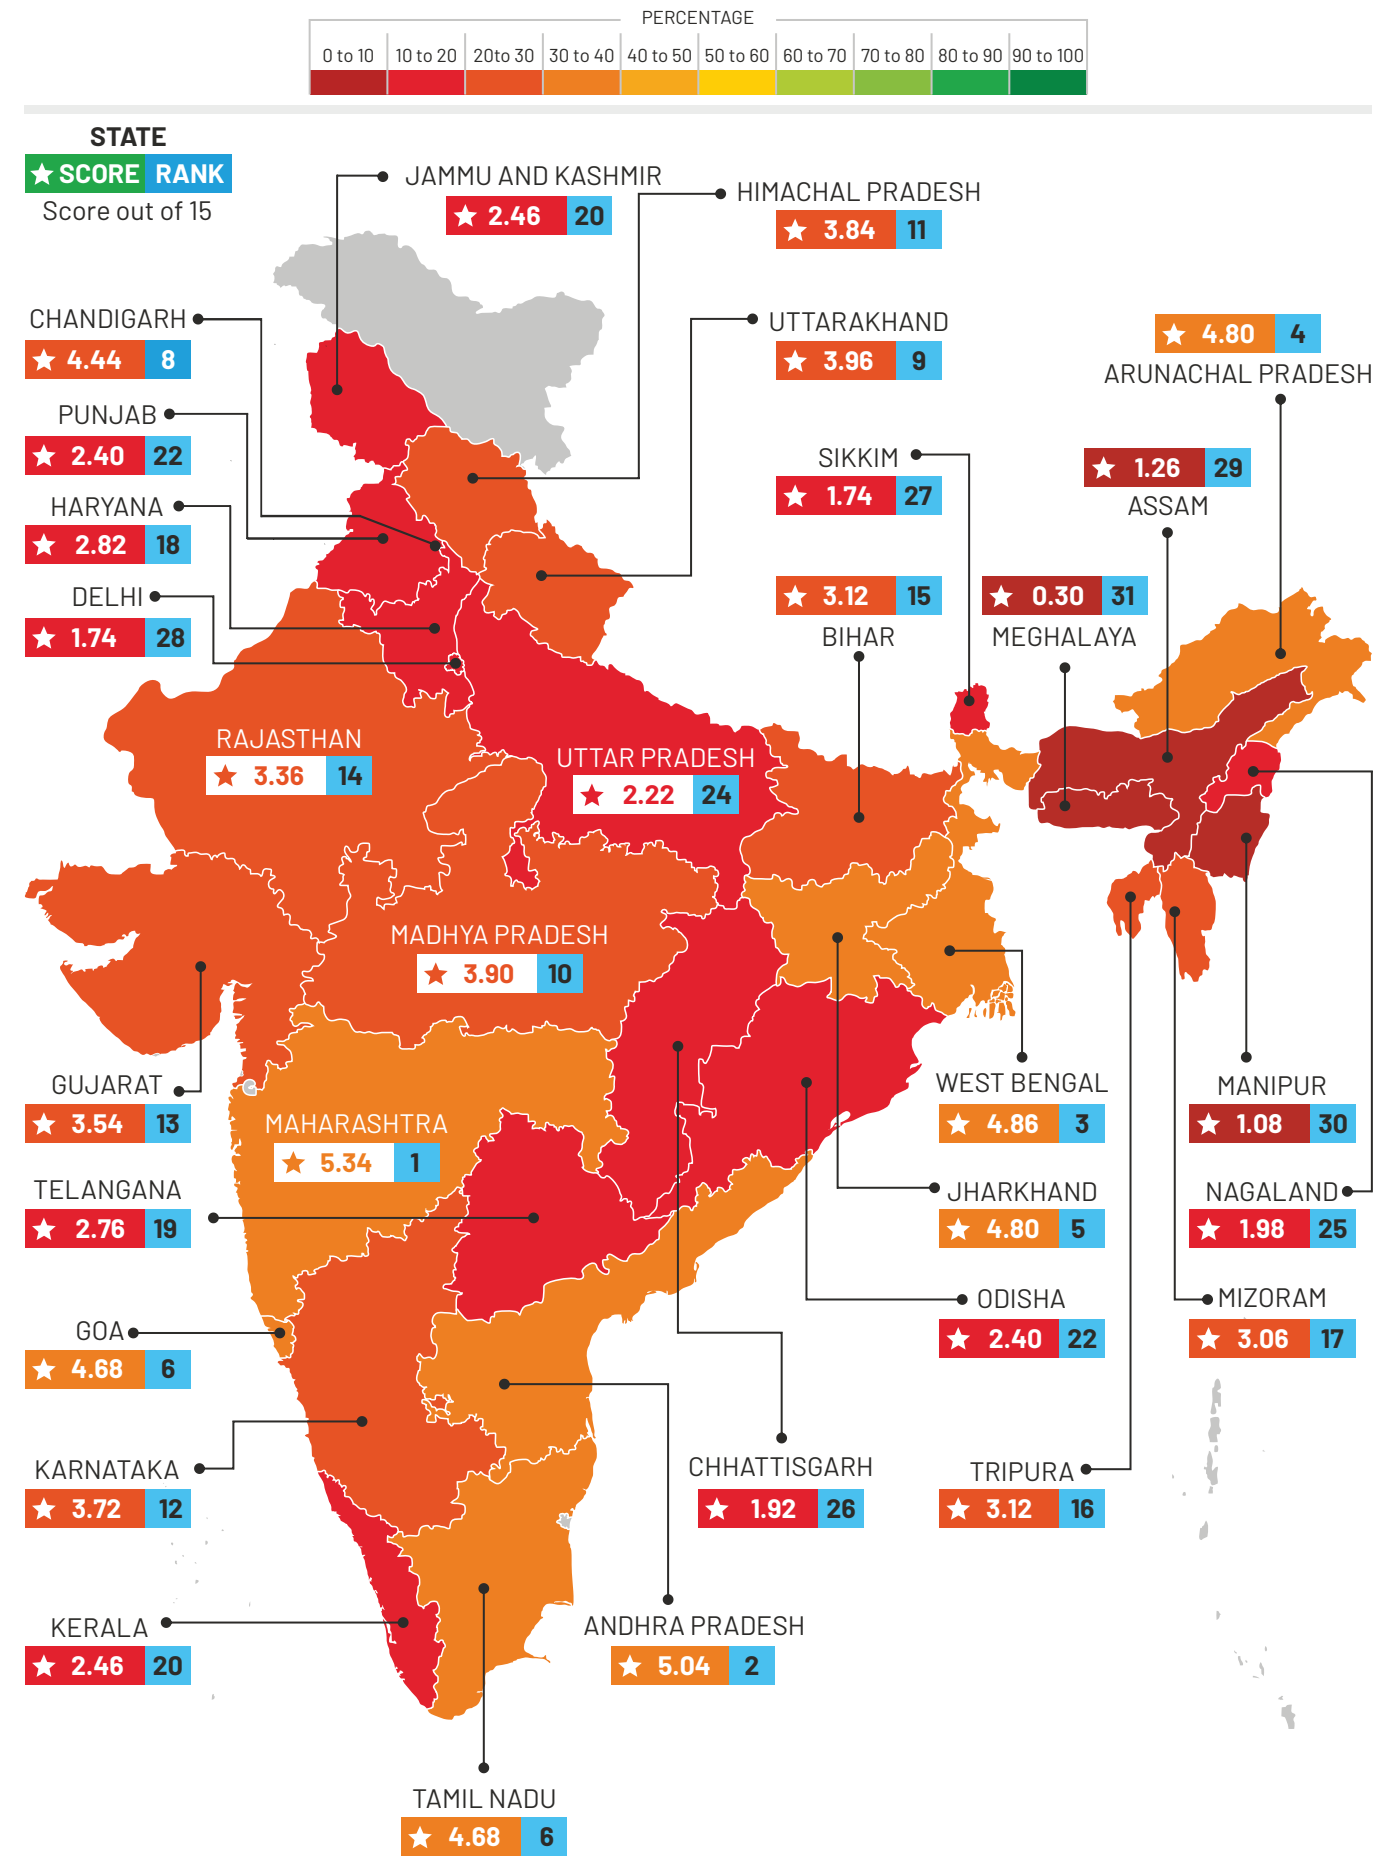 PERCENTAGE
0 to 10 10 to 20 20to 30 30 to 40 40 to 50 50 to 60 60 to 70 70 to 80 80 to 90 90 to 100
STATE
SCORE RANK
Score out of 15
JAMMU AND KASHMIR
2.46 20
HIMACHAL PRADESH
3.84 11
CHANDIGARH
4.44 8
UTTARAKHAND
3.96 9
4.80 4
ARUNACHAL PRADESH
PUNJAB
2.40 22
SIKKIM
1.74 27
1.26 29
ASSAM
HARYANA
2.82 18
DELHI
1.74 28
3.12 15
BIHAR
0.30 31
MEGHALAYA
RAJASTHAN
3.36 14
UTTAR PRADESH
2.22 24
MADHYA PRADESH
3.90 10
GUJARAT
3.54 13
MAHARASHTRA
5.34 1
WEST BENGAL
4.86 3
MANIPUR
1.08 30
TELANGANA
2.76 19
JHARKHAND
4.80 5
NAGALAND
1.98 25
GOA
4.68 6
ODISHA
2.40 22
MIZORAM
3.06 17
KARNATAKA
3.72 12
CHHATTISGARH
1.92 26
TRIPURA
3.12 16
KERALA
2.46 20
ANDHRA PRADESH
5.04 2
TAMIL NADU
4.68 6